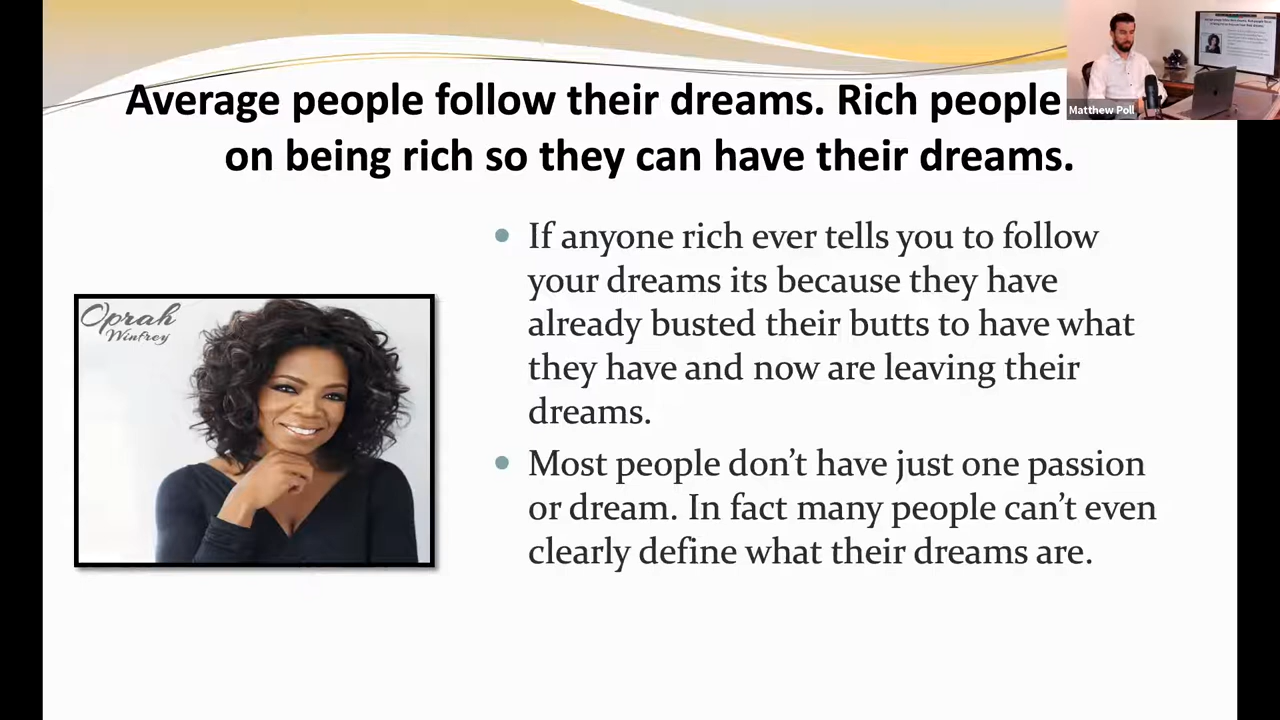 Average people follow their dreams. Rich people
on being rich so they can have their dreams.
Matthew Poll
Oprah
Winfrey
If anyone rich ever tells you to follow
your dreams its because they have
already busted their butts to have what
they have and now are leaving their
dreams.
Most people don’t have just one passion
or dream. In fact many people can’t even
clearly define what their dreams are.